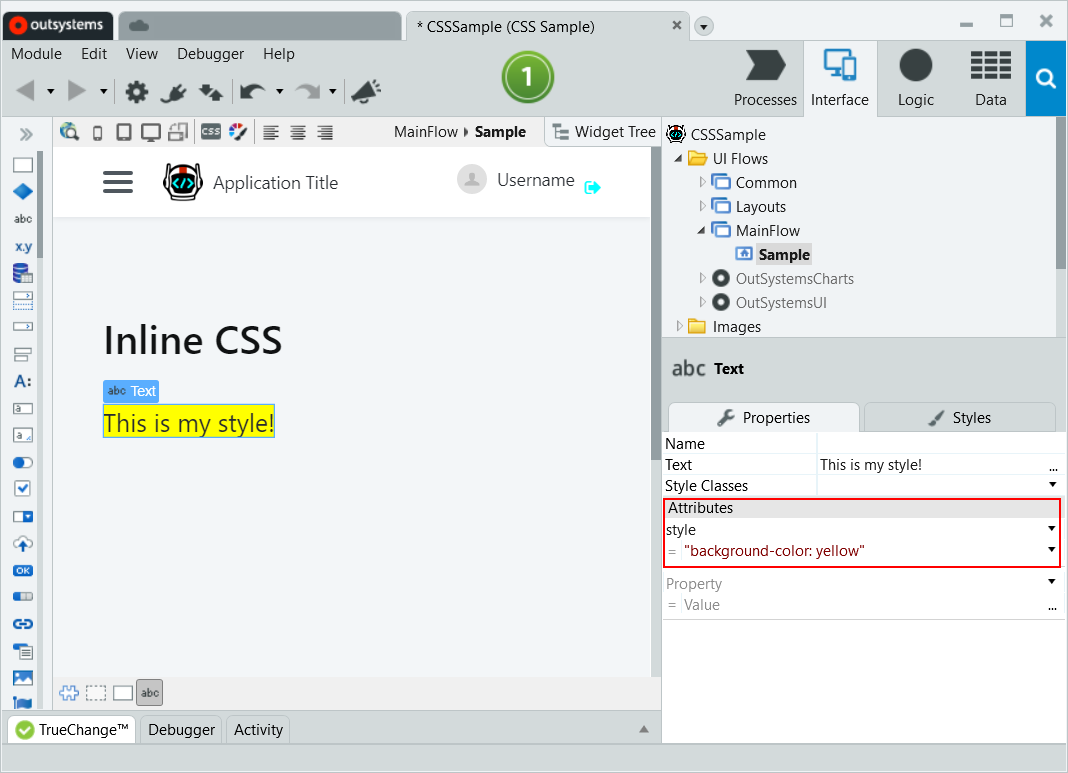 outsystems
* CSSSample (CSS Sample)
Module Edit View Debugger Help
1
Processes Interface Logic Data
CSS
MainFlow Sample
Widget Tree
CSSSample
UI Flows
Common
Layouts
MainFlow
Sample
OutSystemsCharts
OutSystemsUI
Images
abc
x.y
A:
a
a
OK
Application Title
Username
Inline CSS
abc Text
This is my style!
abc Text
Properties Styles
Name
Text This is my style! ...
Style Classes
Attributes
style
= "background-color: yellow"
Property
= Value ...
abc
TrueChange™ Debugger Activity